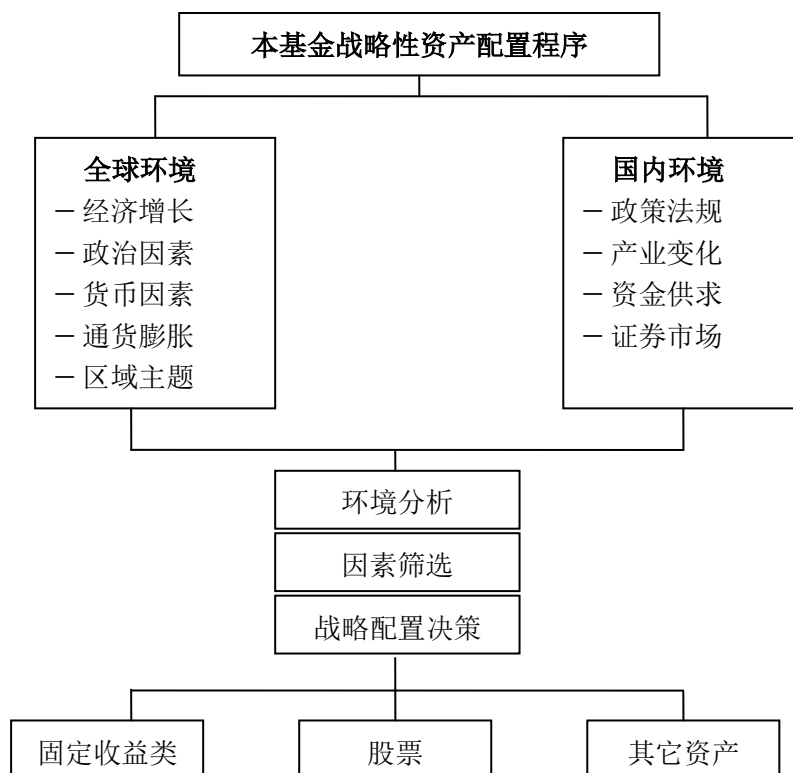 本基金战略性资产配置程序
全球环境
－ 经济增长
－ 政治因素
－ 货币因素
－ 通货膨胀
－ 区域主题
国内环境
－ 政策法规
－ 产业变化
－ 资金供求
－ 证券市场
环境分析
因素筛选
战略配置决策
固定收益类
股票
其它资产